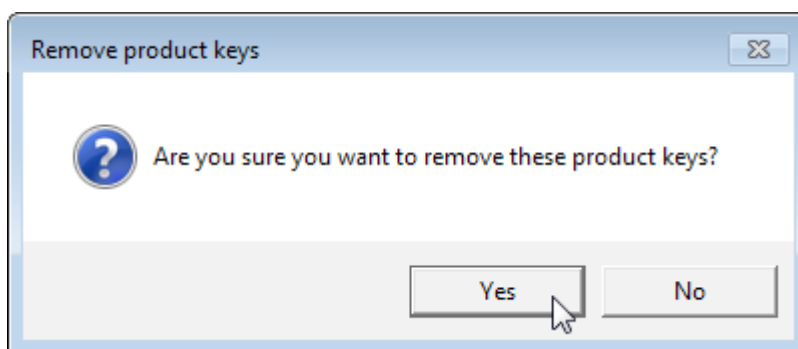 Remove product keys
Are you sure you want to remove these product keys?
Yes
No